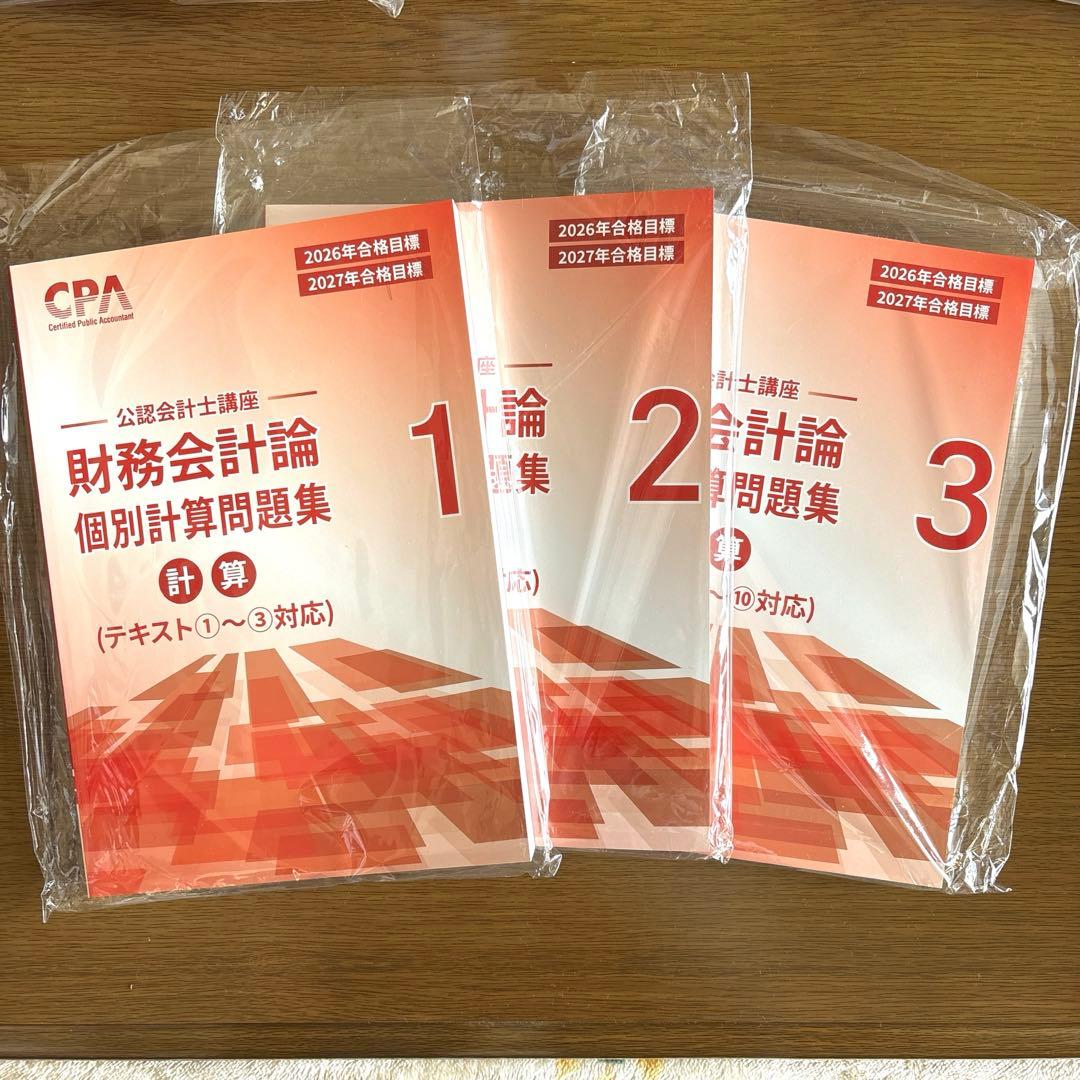 2026年合格目標
2027年合格目標
CPA
Certified Public Accountant
公認会計士講座
財務会計論
個別計算問題集
計算
(テキスト①〜③対応)
1
2026年合格目標
2027年合格目標
座
論
題集
応)
2
2026年合格目標
2027年合格目標
会計士講座
会計論
算問題集
算
〜⑩対応)
3